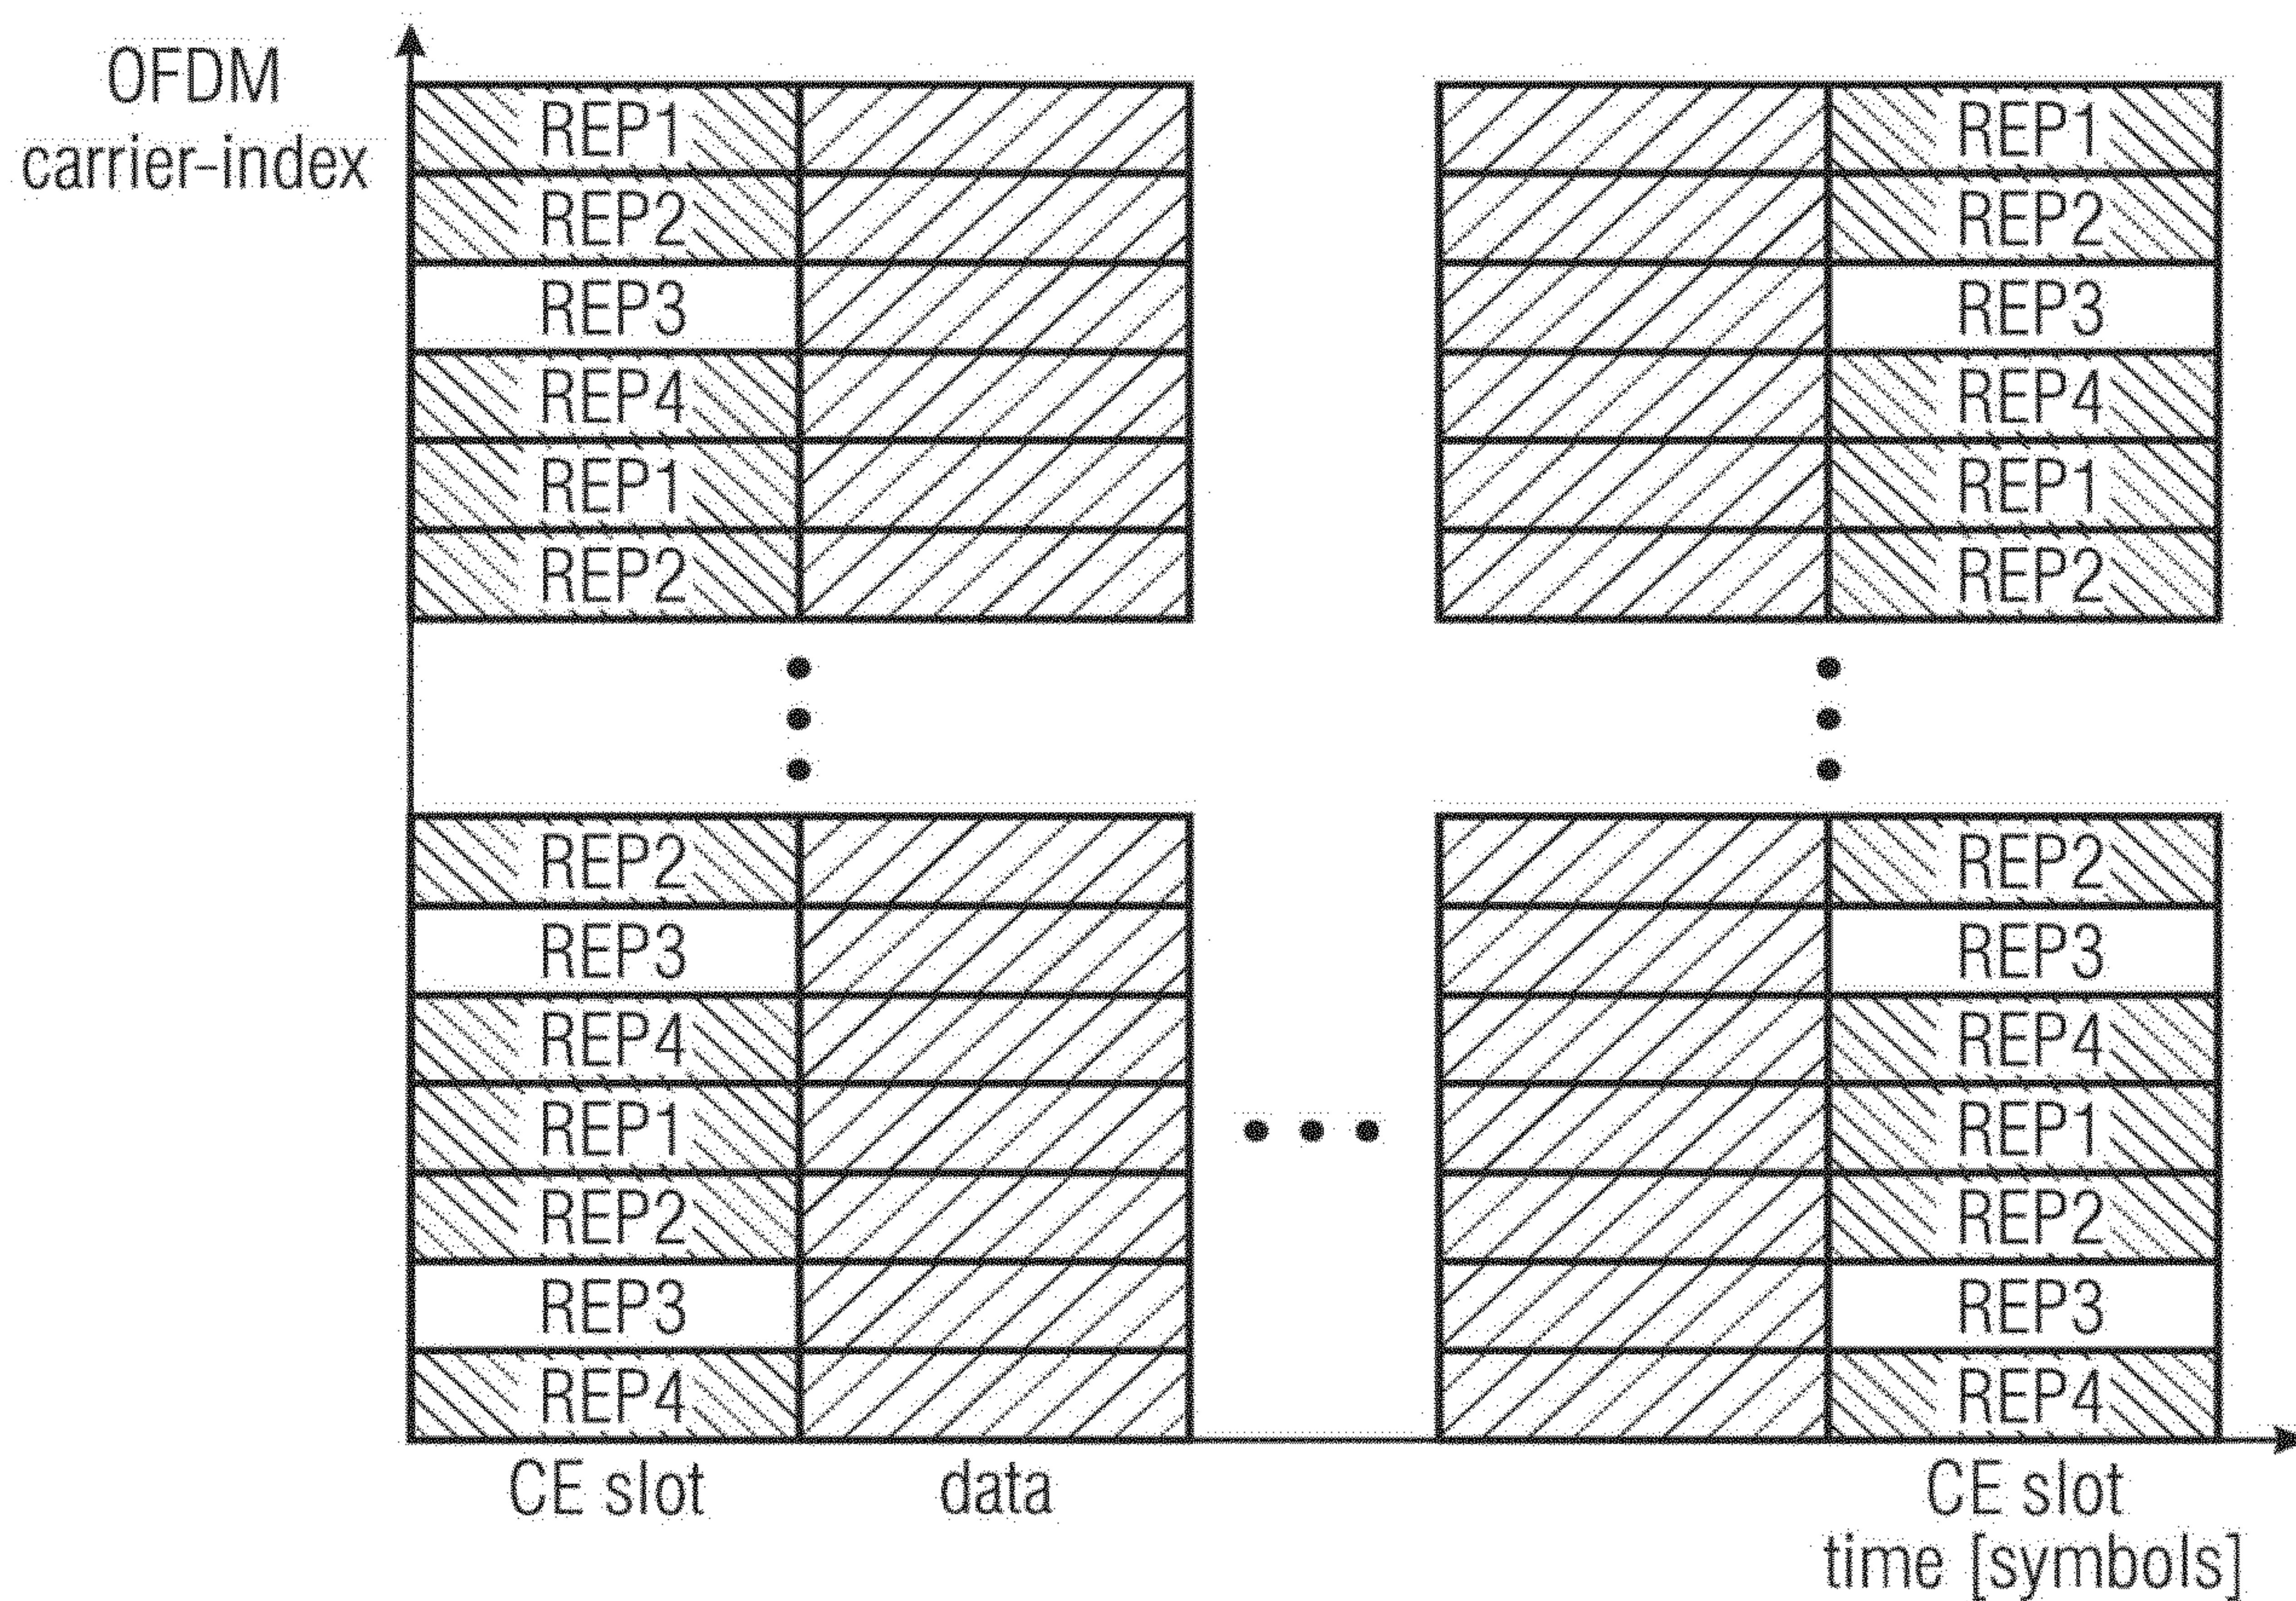 OFDM
carrier-index
REP1
REP2
REP3
REP4
REP1
REP2
REP1
REP2
REP3
REP4
REP1
REP2
REP2
REP3
REP4
REP1
REP2
REP3
REP4
REP2
REP3
REP4
REP1
REP2
REP3
REP4
CE slot
data
CE slot
time [symbols]